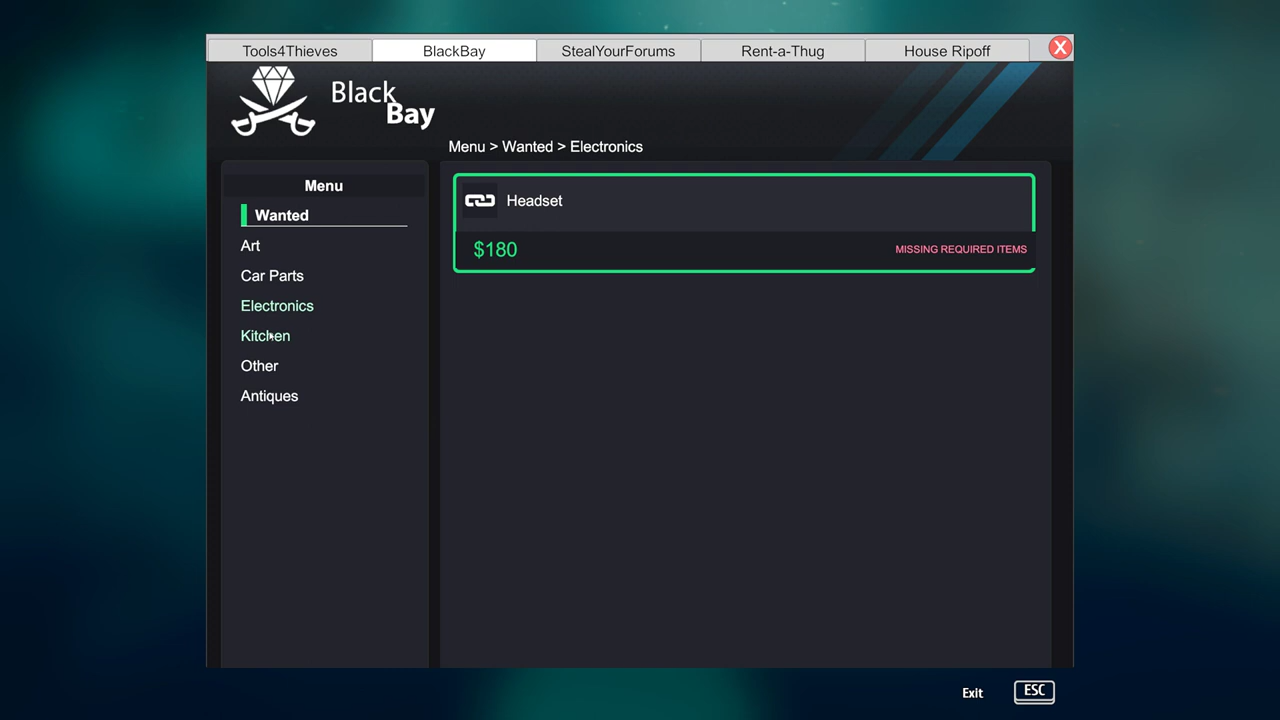 Tools4Thieves BlackBay StealYourForums Rent-a-Thug House Ripoff X
Black
Bay
Menu > Wanted > Electronics
Menu
Wanted
Art
Car Parts
Electronics
Kitchen
Other
Antiques
Headset
$180 MISSING REQUIRED ITEMS
Exit ESC